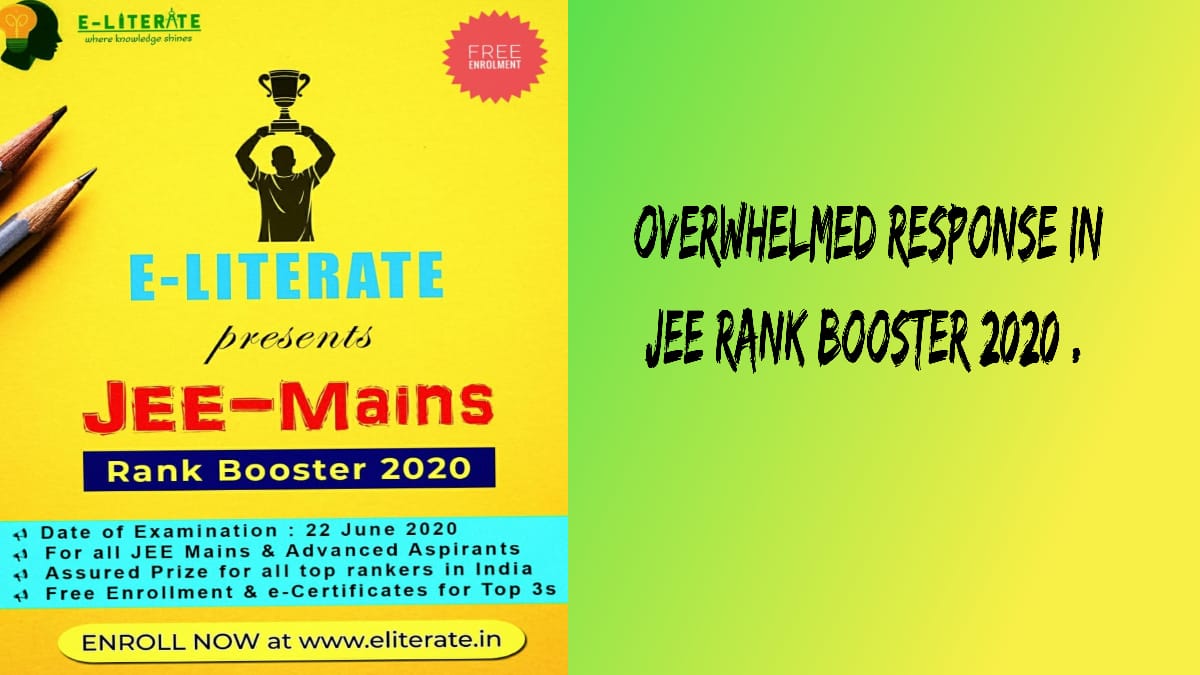 E-LITERATE
where knowledge shines
FREE
ENROLMENT
E-LITERATE
presents
JEE-Mains
Rank Booster 2020
Date of Examination : 22 June 2020
For all JEE Mains & Advanced Aspirants
Assured Prize for all top rankers in India
Free Enrollment & e-Certificates for Top 3s
ENROLL NOW at www.eliterate.in
OVERWHELMED RESPONSE IN
JEE RANK BOOSTER 2020 .